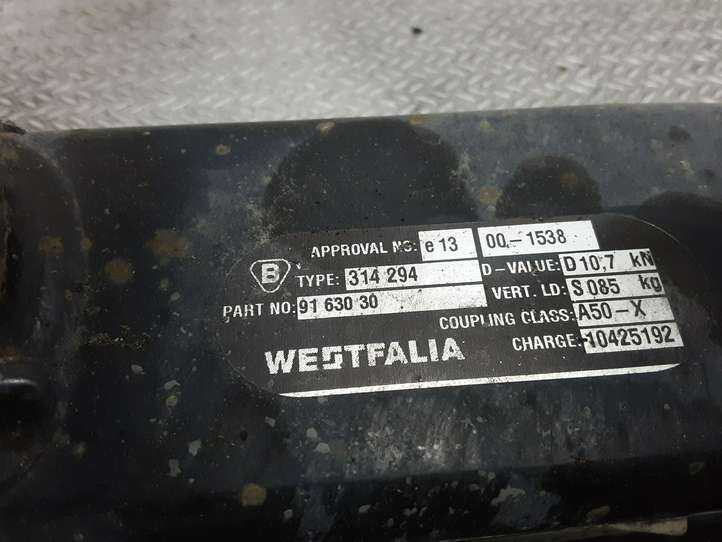 APPROVAL NO: e 13 00-1538
B TYPE: 314 294 D-VALUE: D 10,7 kN
PART NO: 91 630 30 VERT. LD: S 085 kg
COUPLING CLASS: A50-X
WESTFALIA CHARGE: 10425192